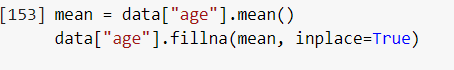 [153] mean = data["age"].mean()
data["age"].fillna(mean, inplace=True)